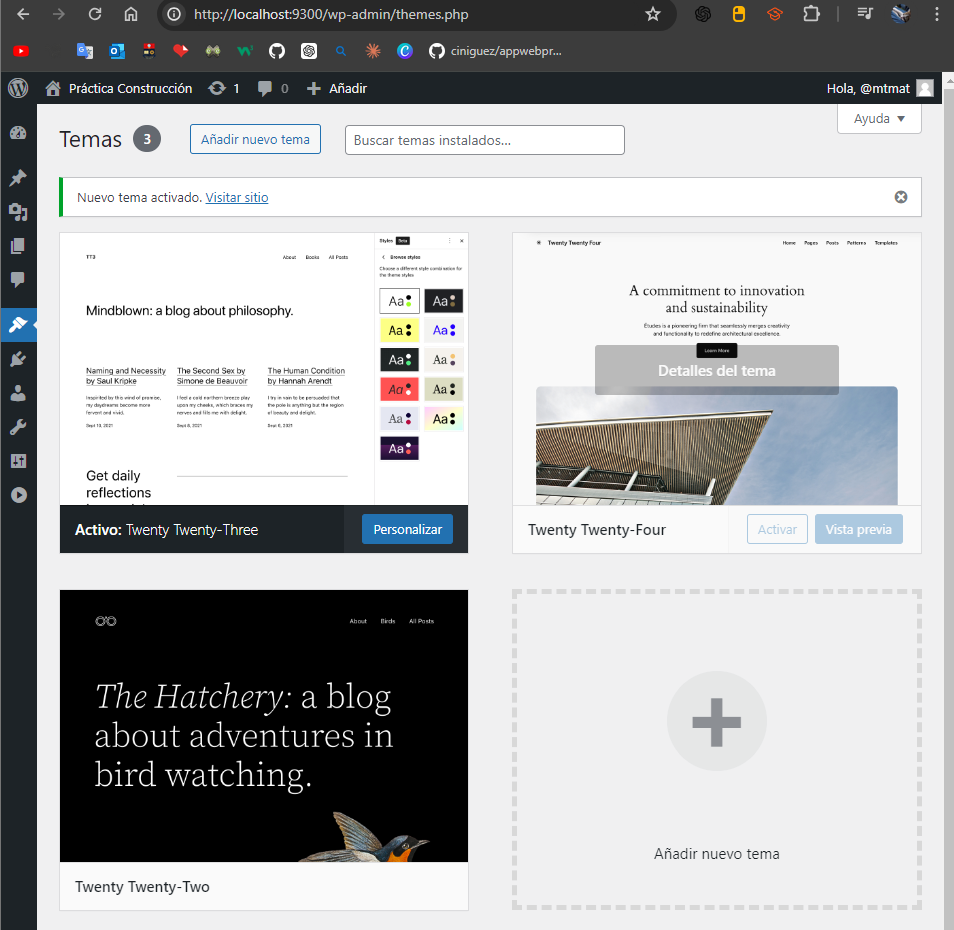 http://localhost:9300/wp-admin/themes.php
ciniguez/appwebpr...
Práctica Construcción 1 0 Añadir
Hola, @mtmat
Ayuda
Temas 3 Añadir nuevo tema
Buscar temas instalados...
Nuevo tema activado. Visitar sitio
TT3 About Books All Posts
Mindblown: a blog about philosophy.
Naming and Necessity
by Saul Kripke
Inspired by this wind of promise,
my daydreams become more
fervent and vivid.
Sept 13, 2021
The Second Sex by
Simone de Beauvoir
I feel a cold northern breeze play
upon my cheeks, which braces my
nerves and fills me with delight.
Sept 8, 2021
The Human Condition
by Hannah Arendt
I try in vain to be persuaded that
the pole is anything but the region
of beauty and delight.
Sept 6, 2021
Get daily
reflections
Styles Beta
Browse styles
Choose a different style combination for
the theme styles
Aa Aa
Aa Aa
Aa Aa
Aa Aa
Aa Aa
Aa
Activo: Twenty Twenty-Three Personalizar
Twenty Twenty Four Home Pages Posts Patterns Templates
A commitment to innovation
and sustainability
Études is a pioneering firm that seamlessly merges creativity
and functionality to redefine architectural excellence.
Learn More
Detalles del tema
Twenty Twenty-Four Activar Vista previa
About Birds All Posts
The Hatchery: a blog
about adventures in
bird watching.
Twenty Twenty-Two
Añadir nuevo tema